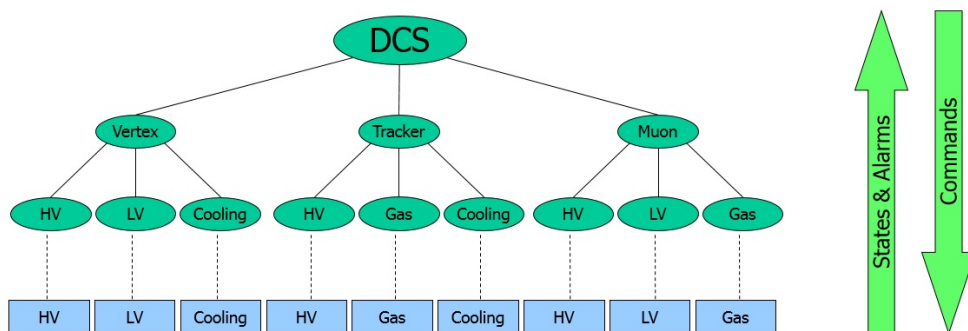 DCS
Vertex Tracker Muon
HV LV Cooling HV Gas Cooling HV LV Gas
HV LV Cooling HV Gas Cooling HV LV Gas
States & Alarms
Commands